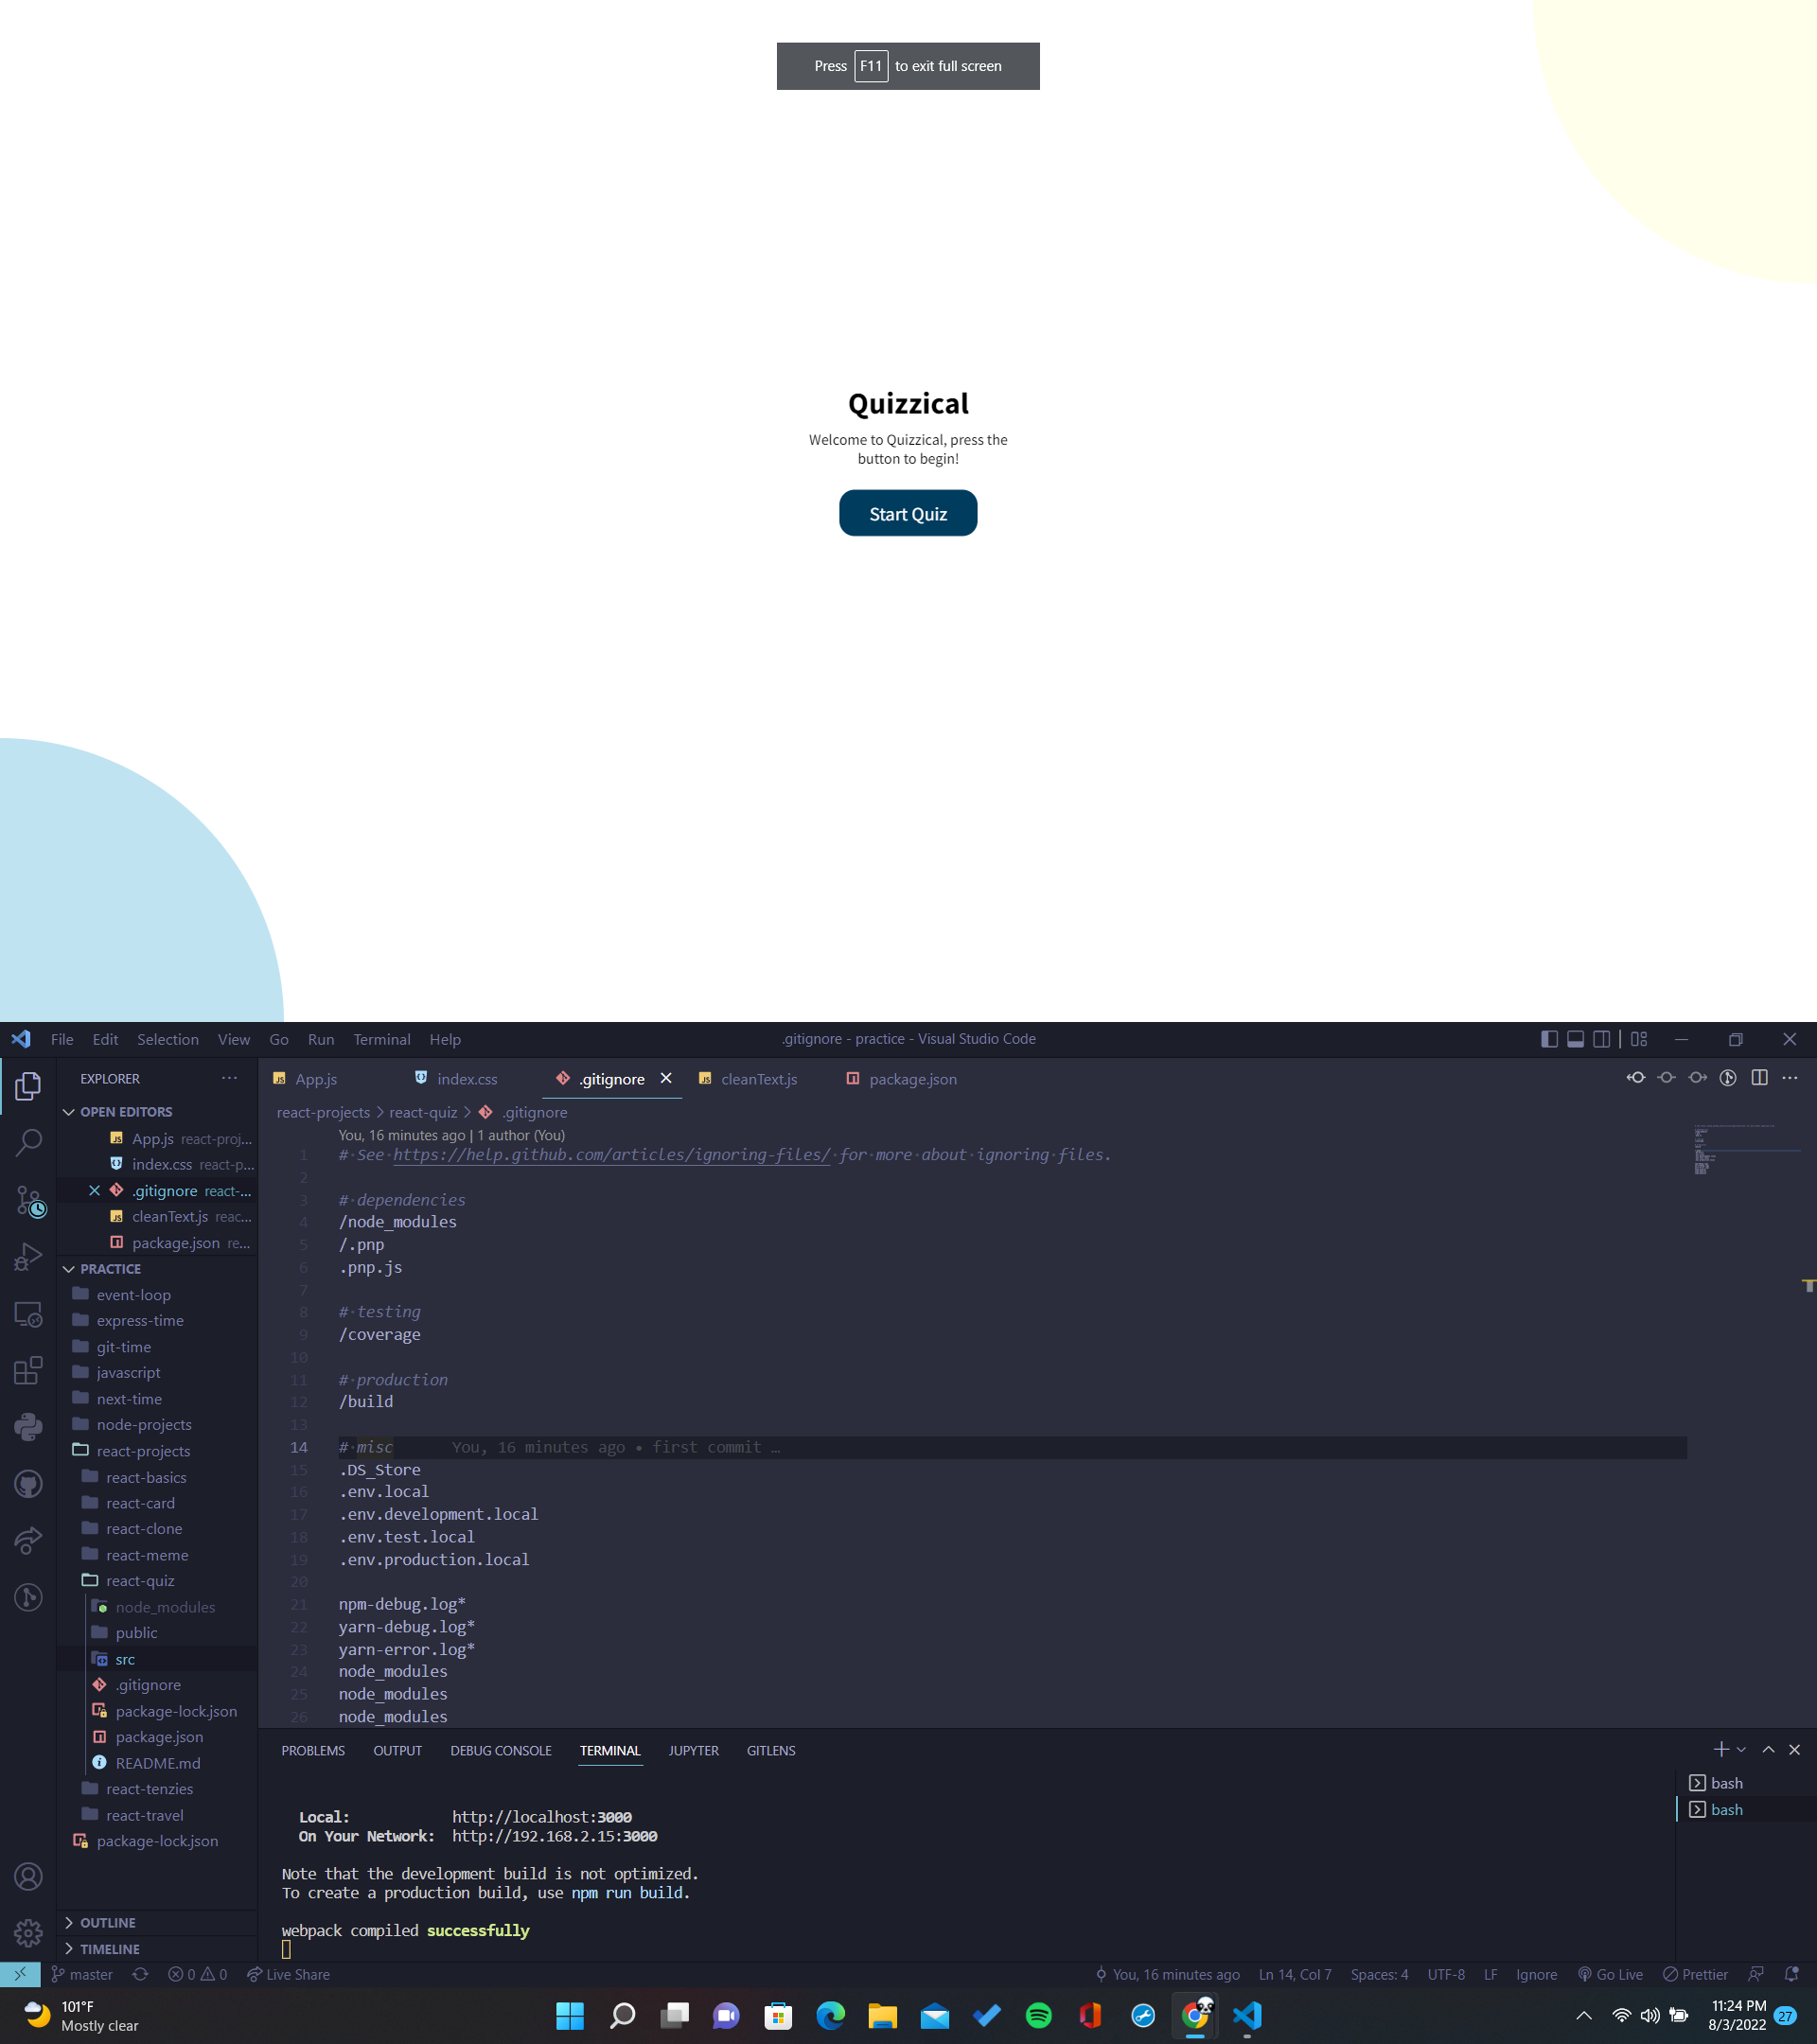 Press F11 to exit full screen
Quizzical
Welcome to Quizzical, press the
button to begin!
Start Quiz
File Edit Selection View Go Run Terminal Help
.gitignore - practice - Visual Studio Code
EXPLORER
OPEN EDITORS
App.js react-proj...
index.css react-p...
.gitignore react-...
cleanText.js reac...
package.json re...
PRACTICE
event-loop
express-time
git-time
javascript
next-time
node-projects
react-projects
react-basics
react-card
react-clone
react-meme
react-quiz
node_modules
public
src
.gitignore
package-lock.json
package.json
README.md
react-tenzies
react-travel
package-lock.json
OUTLINE
TIMELINE
App.js index.css .gitignore cleanText.js package.json
react-projects > react-quiz > .gitignore
You, 16 minutes ago | 1 author (You)
1 # See https://help.github.com/articles/ignoring-files/ for more about ignoring files.
2
3 # dependencies
4 /node_modules
5 /.pnp
6 .pnp.js
7
8 # testing
9 /coverage
10
11 # production
12 /build
13
14 # misc You, 16 minutes ago • first commit …
15 .DS_Store
16 .env.local
17 .env.development.local
18 .env.test.local
19 .env.production.local
20
21 npm-debug.log*
22 yarn-debug.log*
23 yarn-error.log*
24 node_modules
25 node_modules
26 node_modules
PROBLEMS OUTPUT DEBUG CONSOLE TERMINAL JUPYTER GITLENS
Local: http://localhost:3000
On Your Network: http://192.168.2.15:3000
Note that the development build is not optimized.
To create a production build, use npm run build.
webpack compiled successfully
bash
bash
master 0 0 Live Share
You, 16 minutes ago Ln 14, Col 7 Spaces: 4 UTF-8 LF Ignore Go Live Prettier
101°F
Mostly clear
11:24 PM
8/3/2022
27